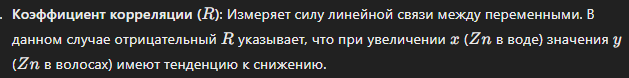 . Коэффициент корреляции (R): Измеряет силу линейной связи между переменными. В
данном случае отрицательный R указывает, что при увеличении x (Zn в воде) значения y
(Zn в волосах) имеют тенденцию к снижению.